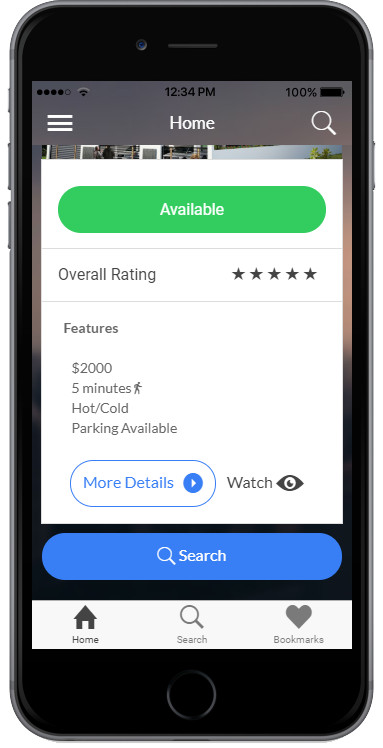 12:34 PM 100%
Home
Available
Overall Rating ★★★★★
Features
$2000
5 minutes
Hot/Cold
Parking Available
More Details Watch
Search
Home Search Bookmarks